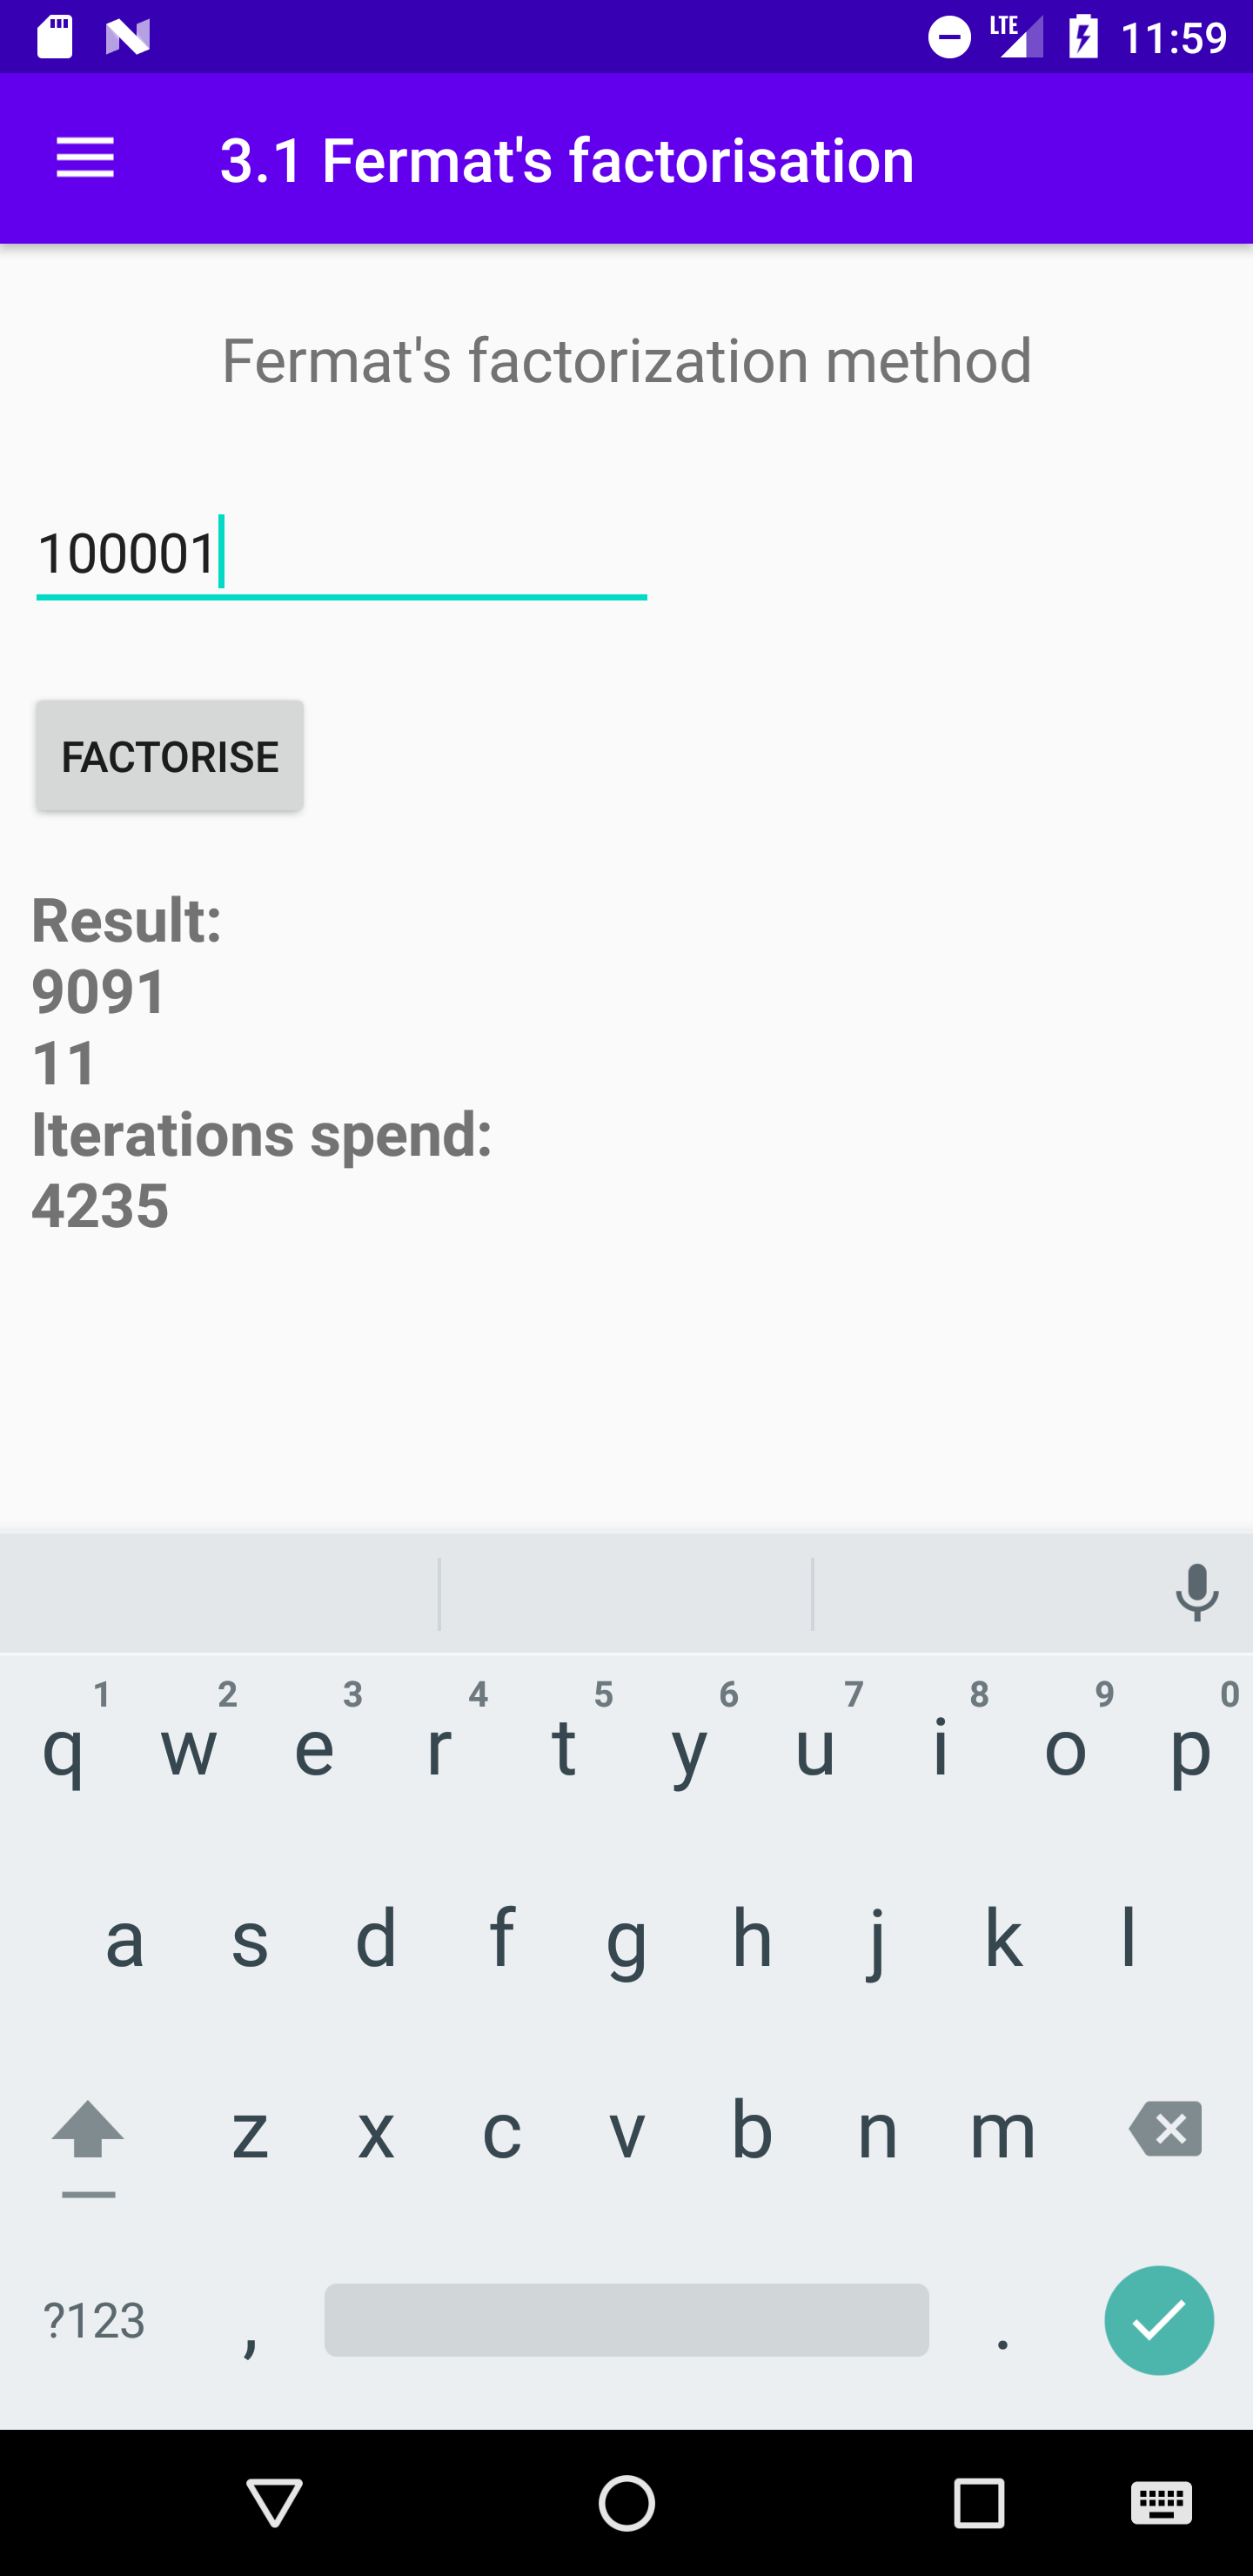 LTE 11:59
3.1 Fermat's factorisation
Fermat's factorization method
100001
FACTORISE
Result:
9091
11
Iterations spend:
4235
1 2 3 4 5 6 7 8 9 0
q w e r t y u i o p
a s d f g h j k l
z x c v b n m
?123 , .